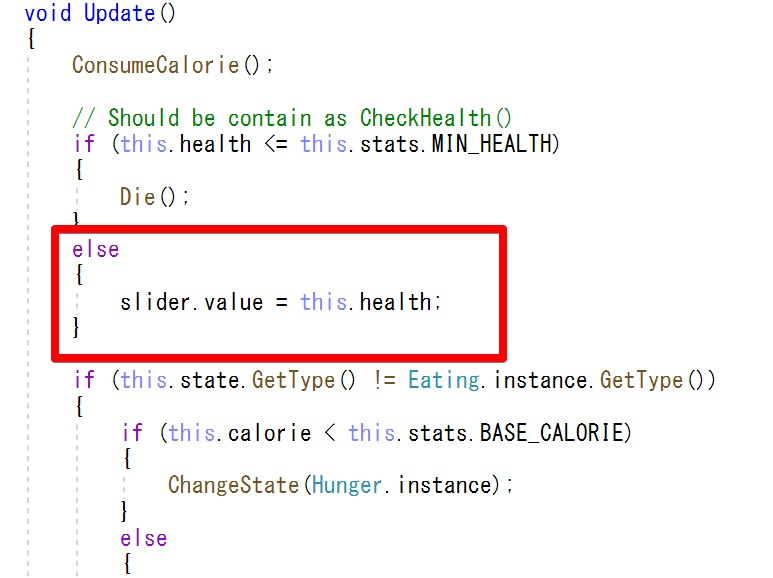 void Update()
{
ConsumeCalorie();
// Should be contain as CheckHealth()
if (this.health <= this.stats.MIN_HEALTH)
{
Die();
}
else
{
slider.value = this.health;
}
if (this.state.GetType() != Eating.instance.GetType())
{
if (this.calorie < this.stats.BASE_CALORIE)
{
ChangeState(Hunger.instance);
}
else
{